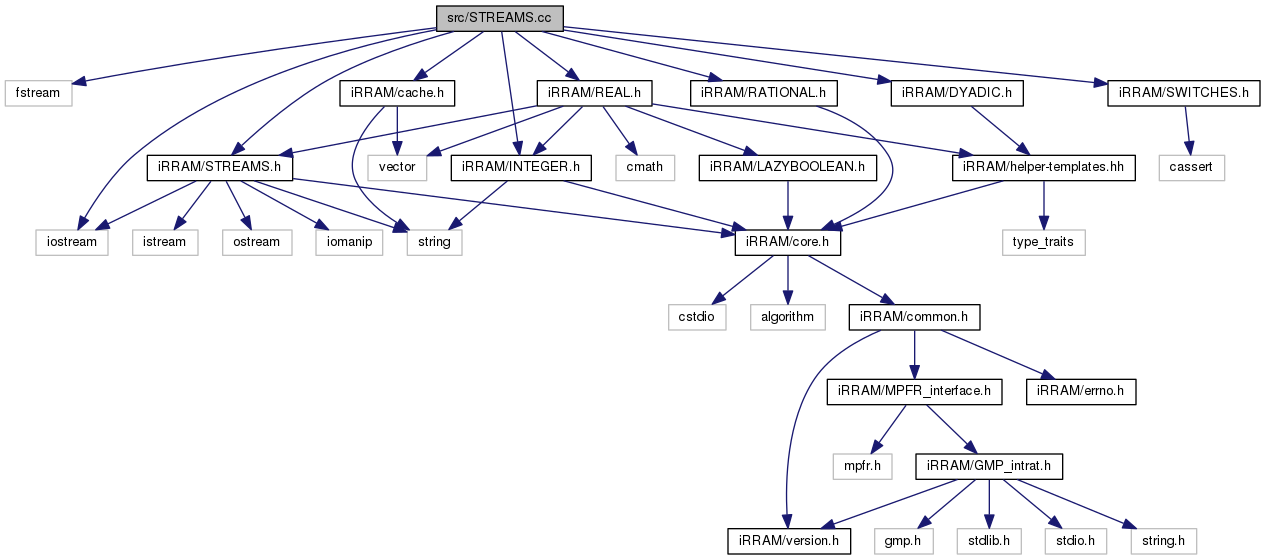 src/STREAMS.cc
fstream
iRRAM/cache.h
iRRAM/REAL.h
iRRAM/RATIONAL.h
iRRAM/DYADIC.h
iRRAM/SWITCHES.h
iRRAM/STREAMS.h
vector
iRRAM/INTEGER.h
cmath
iRRAM/LAZYBOOLEAN.h
iRRAM/helper-templates.hh
cassert
iostream
istream
ostream
iomanip
string
iRRAM/core.h
type_traits
cstdio
algorithm
iRRAM/common.h
iRRAM/MPFR_interface.h
iRRAM/errno.h
mpfr.h
iRRAM/GMP_intrat.h
iRRAM/version.h
gmp.h
stdlib.h
stdio.h
string.h